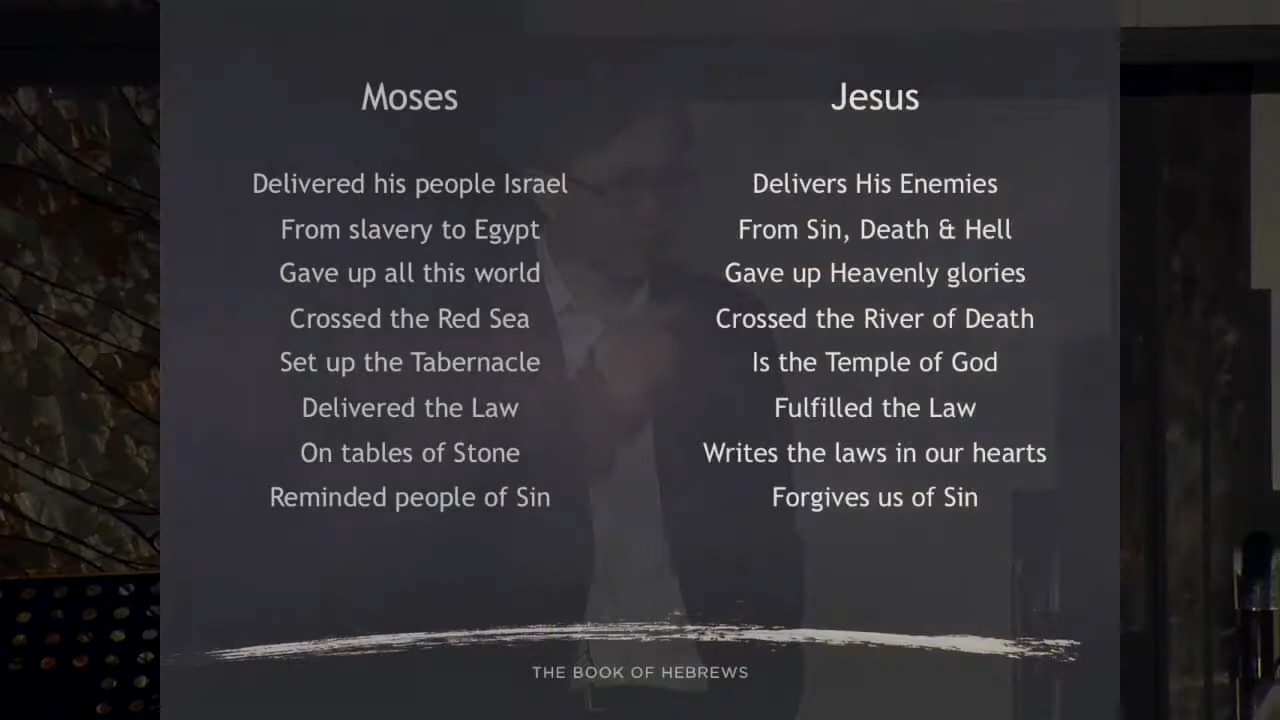 Moses
Delivered his people Israel
From slavery to Egypt
Gave up all this world
Crossed the Red Sea
Set up the Tabernacle
Delivered the Law
On tables of Stone
Reminded people of Sin
Jesus
Delivers His Enemies
From Sin, Death & Hell
Gave up Heavenly glories
Crossed the River of Death
Is the Temple of God
Fulfilled the Law
Writes the laws in our hearts
Forgives us of Sin
THE BOOK OF HEBREWS